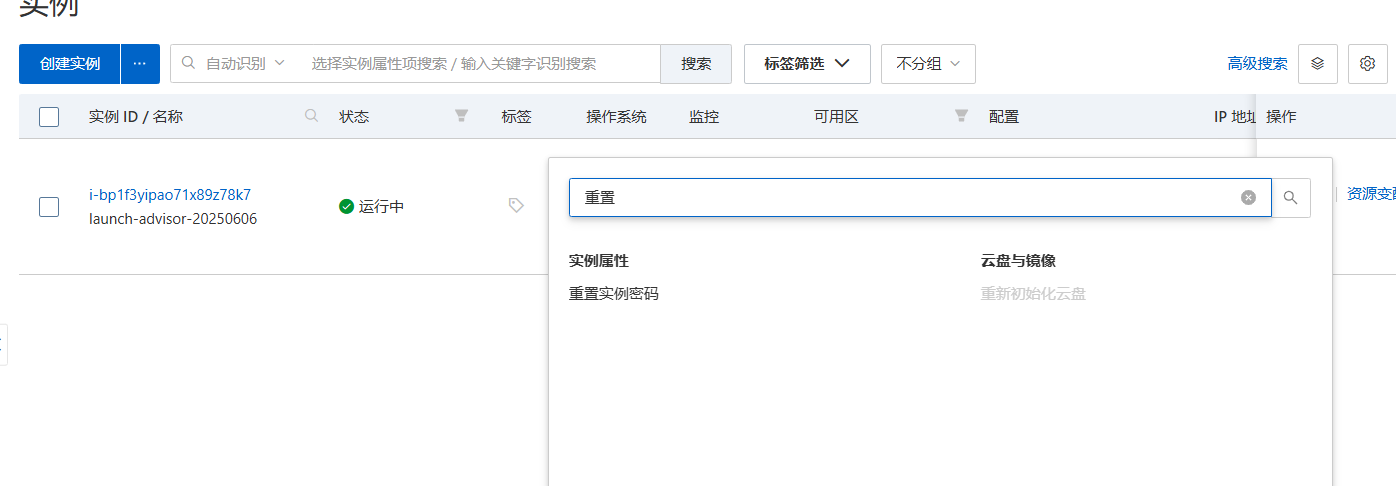 实例
创建实例 ··· 自动识别 选择实例属性项搜索 / 输入关键字识别搜索 搜索 标签筛选 不分组 高级搜索
实例 ID / 名称 状态 标签 操作系统 监控 可用区 配置 IP 地址 操作
重置
i-bp1f3yipao71x89z78k7 资源变配
launch-advisor-20250606 运行中
实例属性 云盘与镜像
重置实例密码 重新初始化云盘